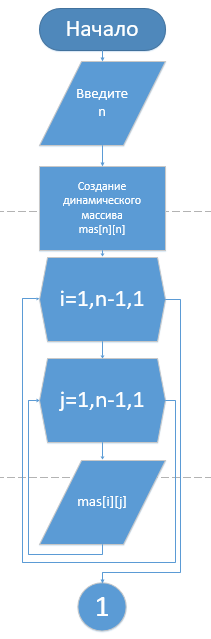 Начало
Введите
n
Создание
динамического
массива
mas[n][n]
i=1,n-1,1
j=1,n-1,1
mas[i][j]
1